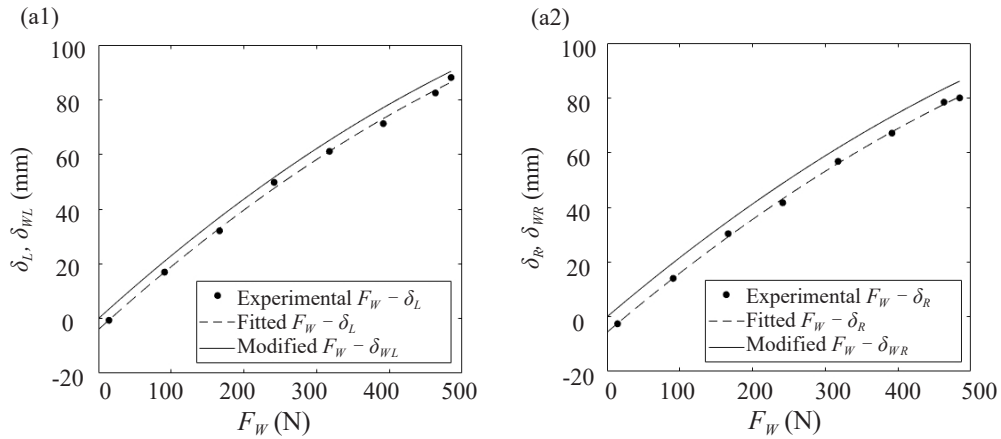 (a1)
100
80
60
40
20
0
-20
δL, δWL (mm)
Experimental FW − δL
Fitted FW − δL
Modified FW − δWL
0 100 200 300 400 500
FW (N)
(a2)
100
80
60
40
20
0
-20
δR, δWR (mm)
Experimental FW − δR
Fitted FW − δR
Modified FW − δWR
0 100 200 300 400 500
FW (N)